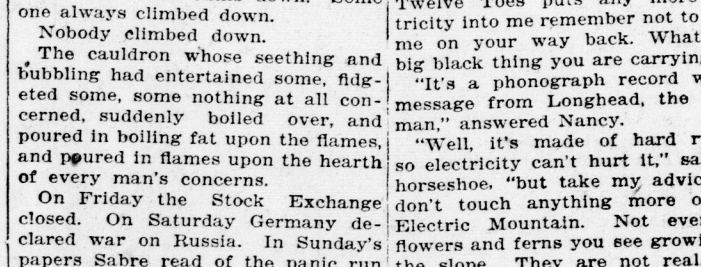 one always climbed down.
Nobody climbed down.
The cauldron whose seething and
bubbling had entertained some, fidg-
eted some, some nothing at all con-
cerned, suddenly boiled over, and
poured in boiling fat upon the flames,
and poured in flames upon the hearth
of every man's concerns.
On Friday the Stock Exchange
closed. On Saturday Germany de-
clared war on Russia. In Sunday's
papers Sabre read of the panic run
Twelve Toes puts any more
tricity into me remember not to
me on your way back. What
big black thing you are carryin
"It's a phonograph record w
message from Longhead, the
man," answered Nancy.
"Well, it's made of hard r
so electricity can't hurt it," sa
horseshoe, "but take my advic
don't touch anything more o
Electric Mountain. Not eve
flowers and ferns you see growi
the slope. They are not real